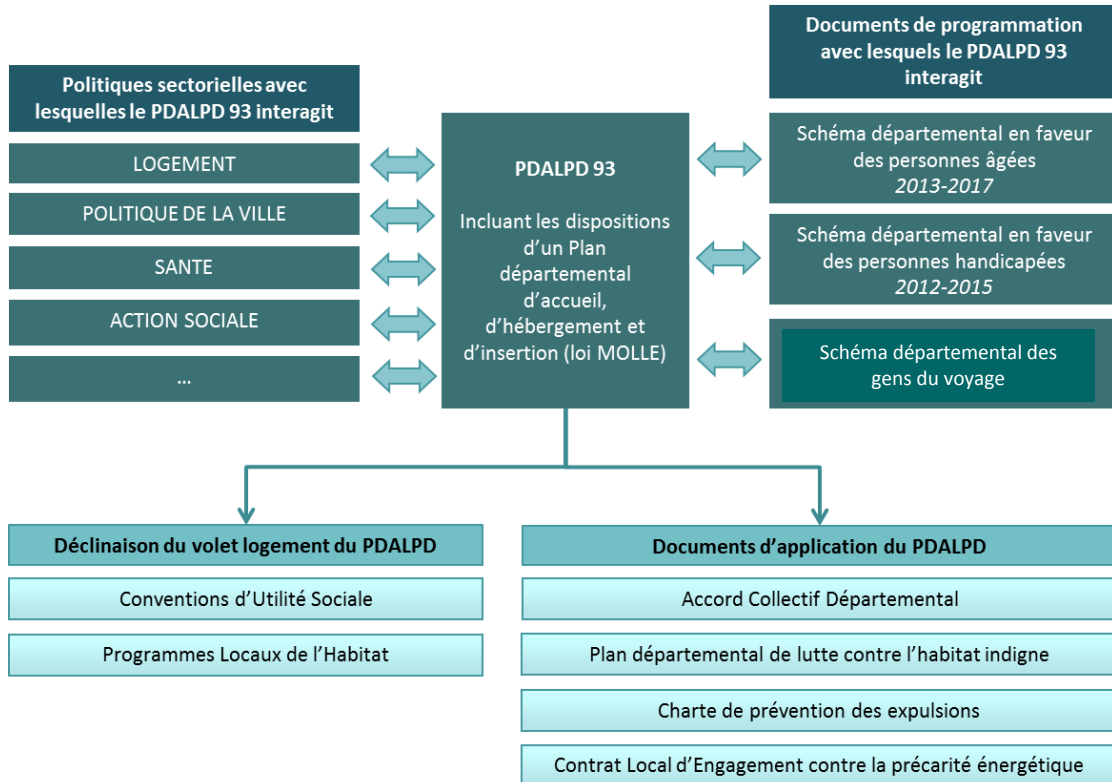 Politiques sectorielles avec
lesquelles le PDALPD 93 interagit
LOGEMENT
POLITIQUE DE LA VILLE
SANTE
ACTION SOCIALE
...
PDALPD 93
Incluant les dispositions
d'un Plan
départemental
d'accueil,
d'hébergement et
d'insertion (loi MOLLE)
Documents de programmation
avec lesquels le PDALPD 93
interagit
Schéma départemental en faveur
des personnes âgées
2013-2017
Schéma départemental en faveur
des personnes handicapées
2012-2015
Schéma départemental des
gens du voyage
Déclinaison du volet logement du PDALPD
Conventions d'Utilité Sociale
Programmes Locaux de l'Habitat
Documents d'application du PDALPD
Accord Collectif Départemental
Plan départemental de lutte contre l'habitat indigne
Charte de prévention des expulsions
Contrat Local d'Engagement contre la précarité énergétique